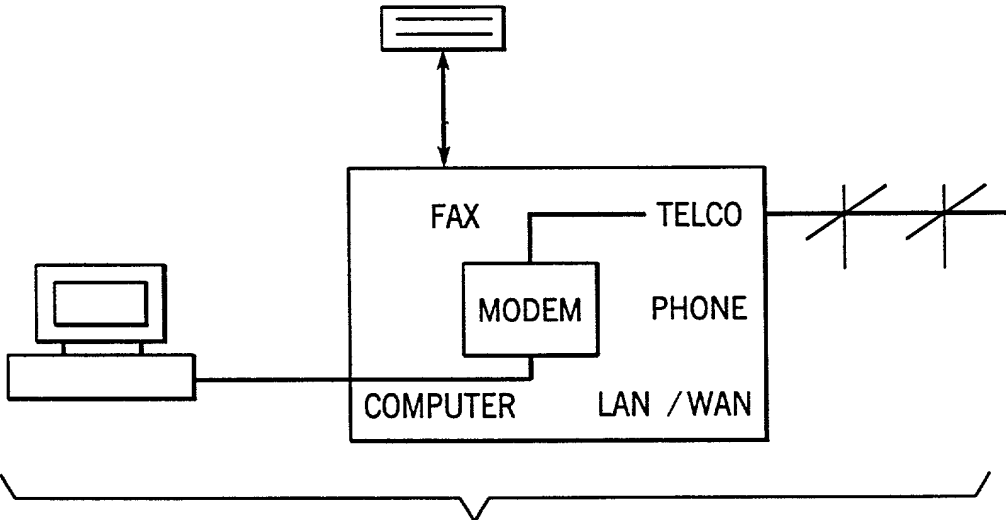 FAX
TELCO
MODEM
PHONE
COMPUTER
LAN / WAN